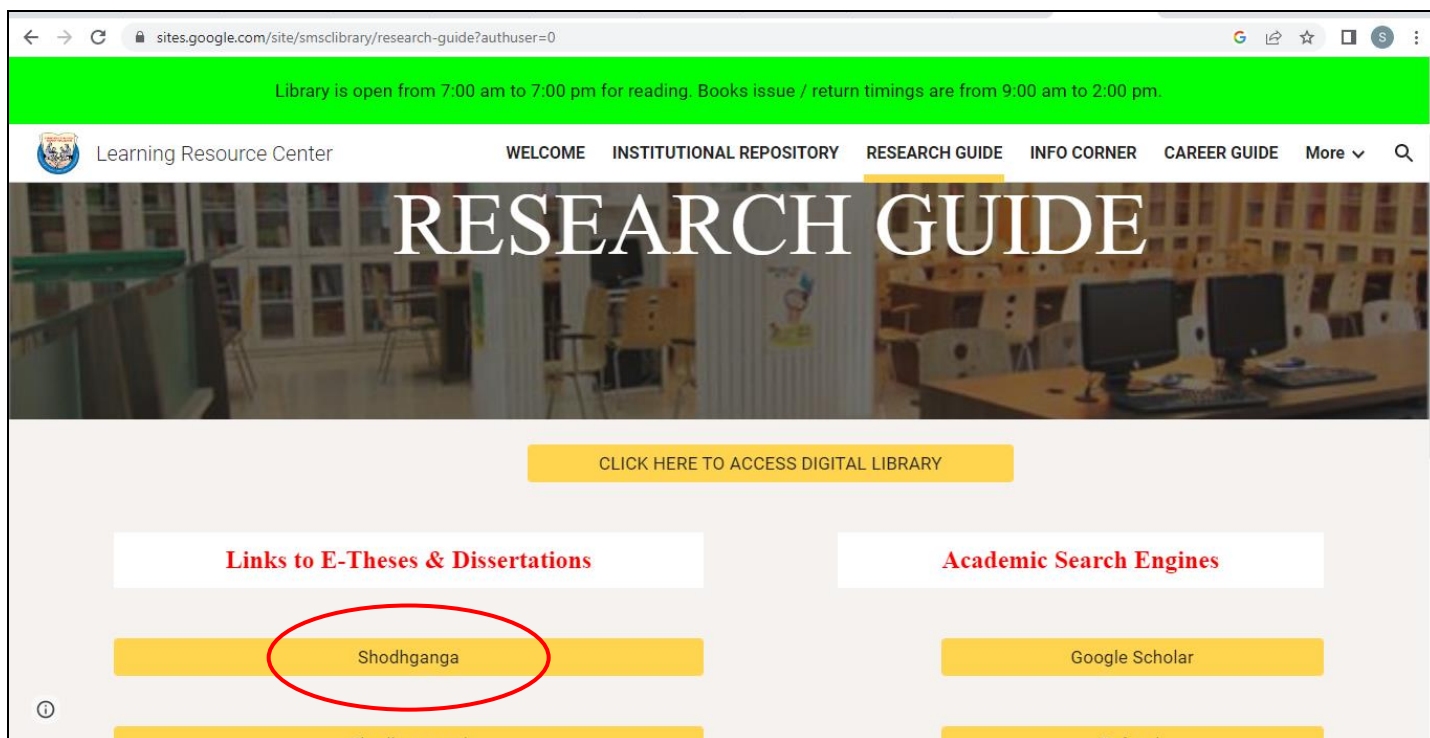 sites.google.com/site/smsclibrary/research-guide?authuser=0
G
S
Library is open from 7:00 am to 7:00 pm for reading. Books issue / return timings are from 9:00 am to 2:00 pm.
Learning Resource Center
WELCOME INSTITUTIONAL REPOSITORY RESEARCH GUIDE INFO CORNER CAREER GUIDE More
RESEARCH GUIDE
CLICK HERE TO ACCESS DIGITAL LIBRARY
Links to E-Theses & Dissertations
Academic Search Engines
Shodhganga
Google Scholar